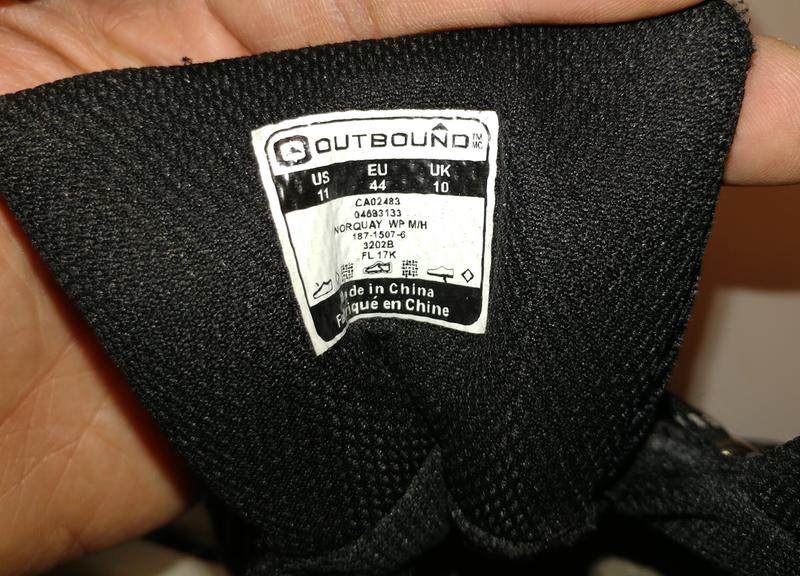 OUTBOUND TM MC
US EU UK
11 44 10
CA02483
04693133
NORQUAY WP M/H
187-1507-6
3202B
FL 17K
Made in China
Fabriqué en Chine